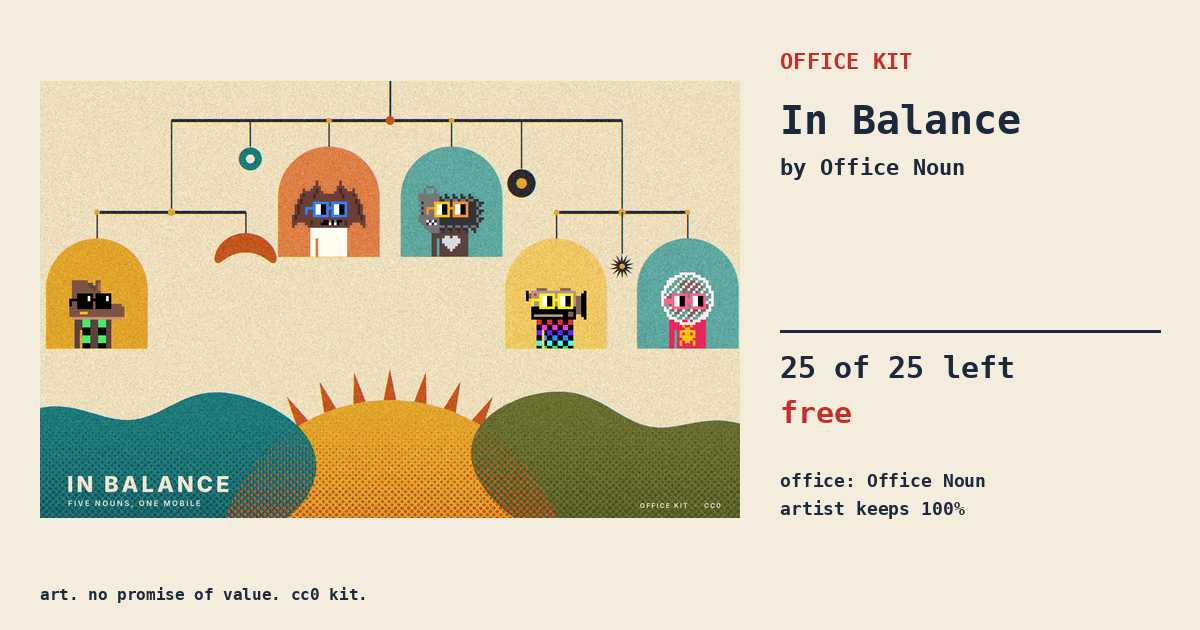 OFFICE KIT
In Balance
by Office Noun
25 of 25 left
free
office: Office Noun
artist keeps 100%
IN BALANCE
FIVE NOUNS, ONE MOBILE
OFFICE KIT · CC0
art. no promise of value. cc0 kit.